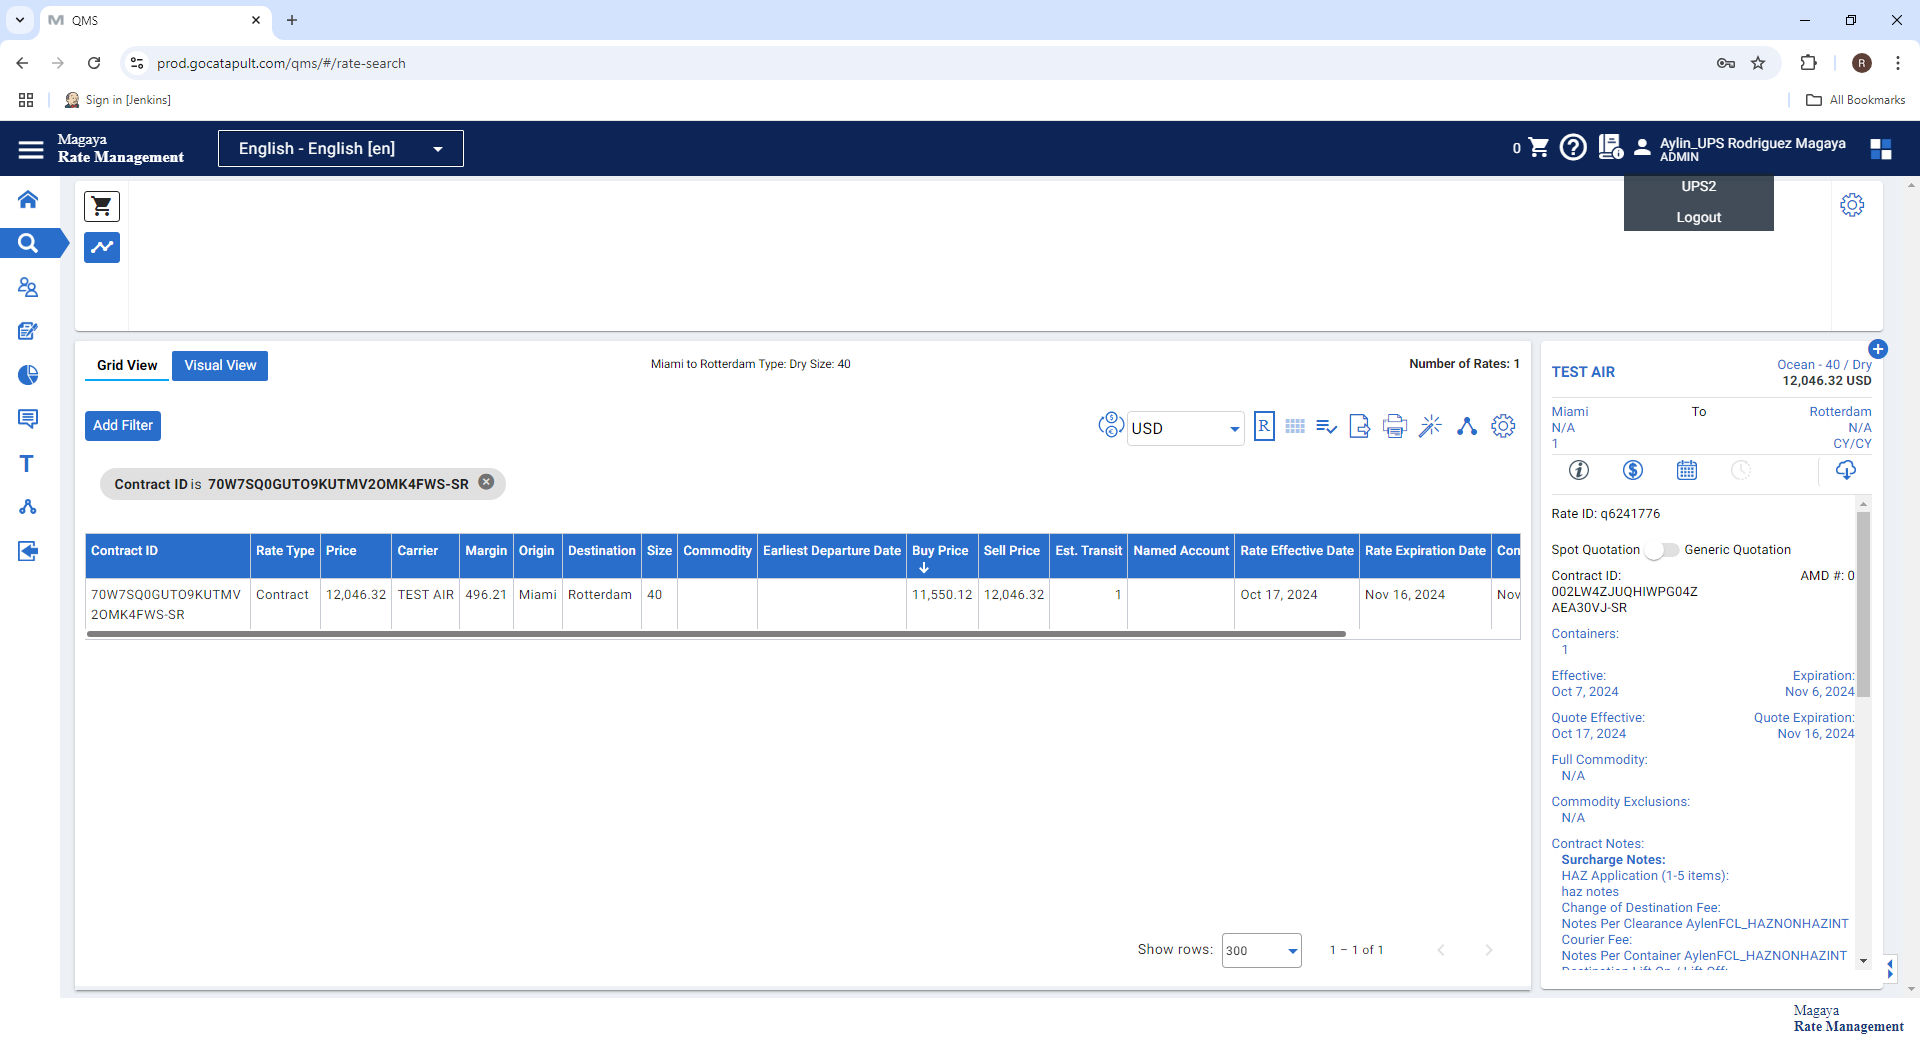 QMS
prod.gocatapult.com/qms/#/rate-search
R
Sign in [Jenkins]
All Bookmarks
Magaya
Rate Management
English - English [en]
0
Aylin_UPS Rodriguez Magaya
ADMIN
UPS2
Logout
T
Grid View
Visual View
Miami to Rotterdam Type: Dry Size: 40
Number of Rates: 1
Add Filter
USD
R
Contract ID is 70W7SQ0GUTO9KUTMV2OMK4FWS-SR
Contract ID Rate Type Price Carrier Margin Origin Destination Size Commodity Earliest Departure Date Buy Price Sell Price Est. Transit Named Account Rate Effective Date Rate Expiration Date Con
70W7SQ0GUTO9KUTMV Contract 12,046.32 TEST AIR 496.21 Miami Rotterdam 40 11,550.12 12,046.32 1 Oct 17, 2024 Nov 16, 2024 Nov
2OMK4FWS-SR
Show rows: 300 1 – 1 of 1
TEST AIR
Ocean - 40 / Dry
12,046.32 USD
Miami To Rotterdam
N/A N/A
1 CY/CY
Rate ID: q6241776
Spot Quotation Generic Quotation
Contract ID: AMD #: 0
002LW4ZJUQHIWPG04Z
AEA30VJ-SR
Containers:
1
Effective: Expiration:
Oct 7, 2024 Nov 6, 2024
Quote Effective: Quote Expiration:
Oct 17, 2024 Nov 16, 2024
Full Commodity:
N/A
Commodity Exclusions:
N/A
Contract Notes:
Surcharge Notes:
HAZ Application (1-5 items):
haz notes
Change of Destination Fee:
Notes Per Clearance AylenFCL_HAZNONHAZINT
Courier Fee:
Notes Per Container AylenFCL_HAZNONHAZINT
Destination Lift On / Lift Off:
Magaya
Rate Management